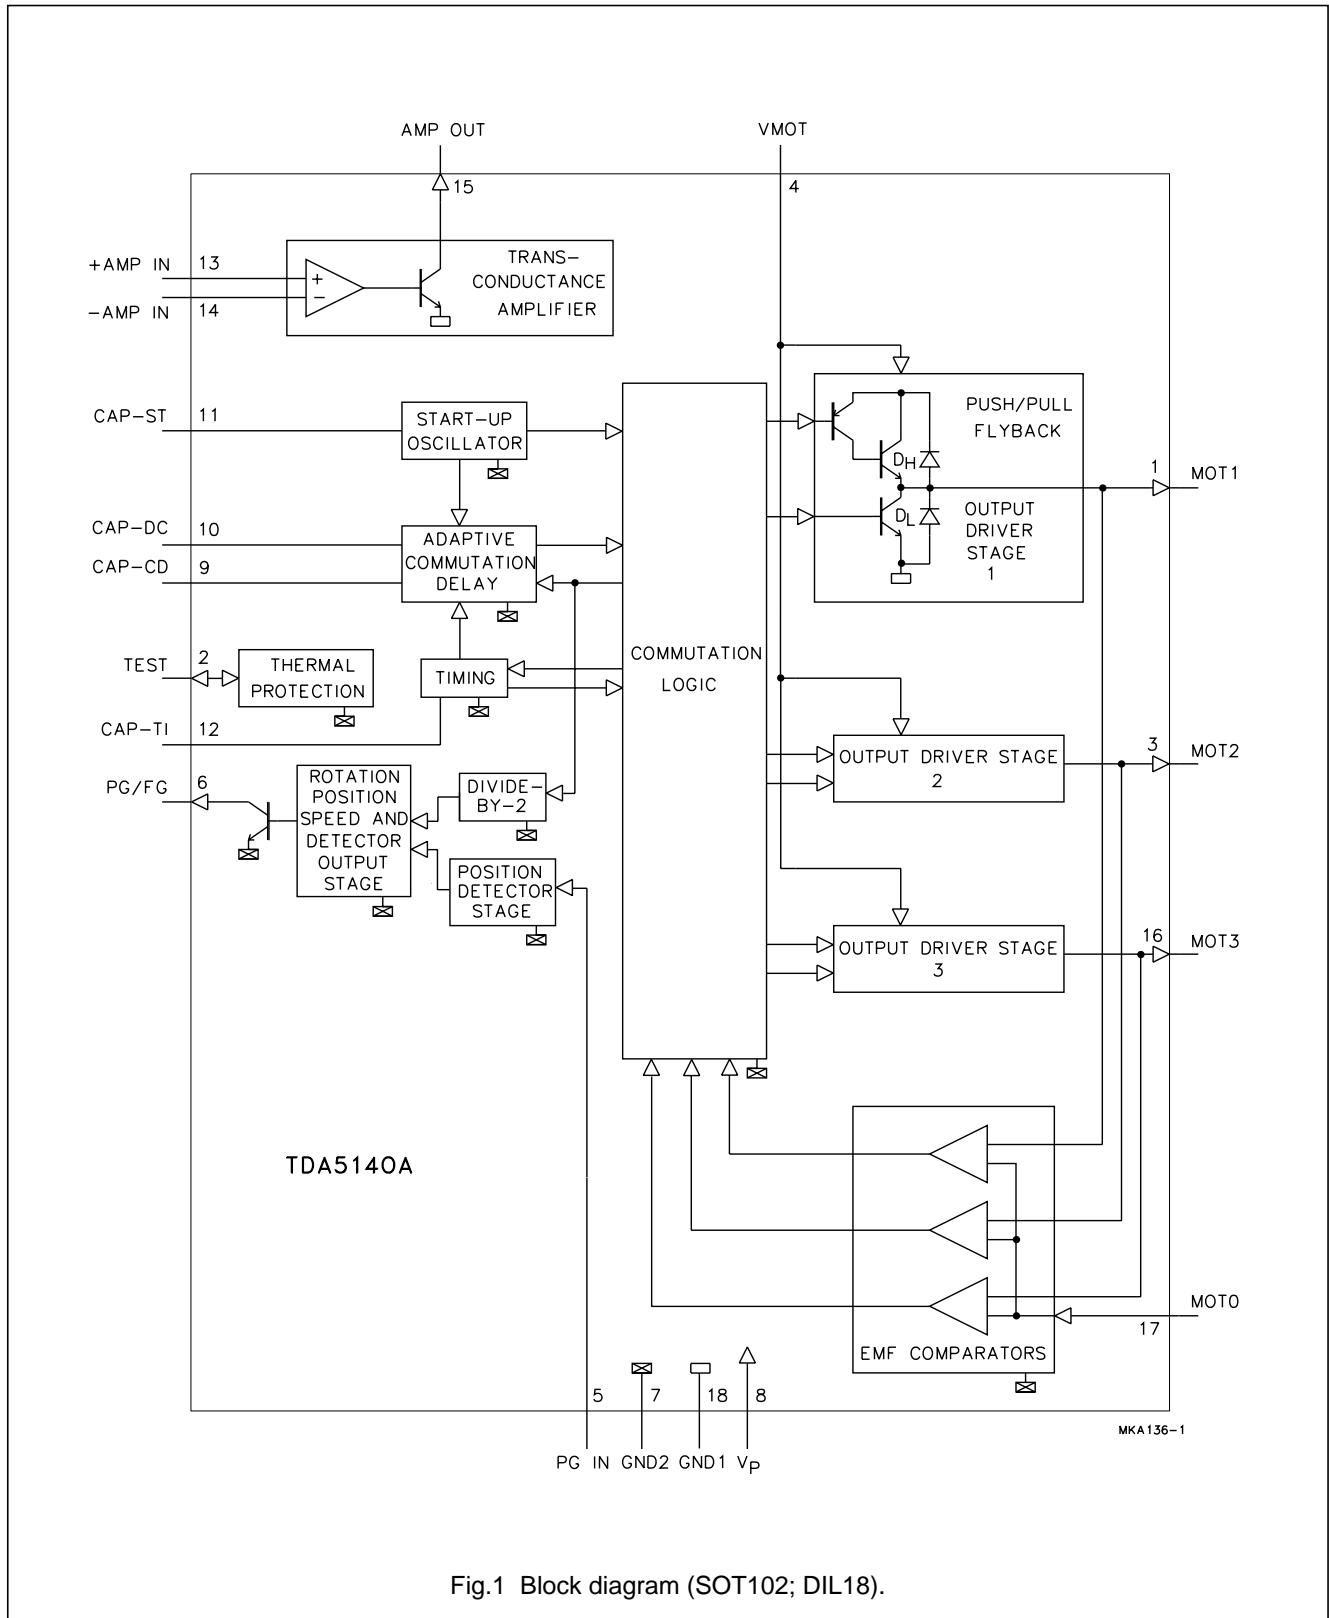 AMP OUT
VMOT
15
4
+AMP IN
13
-AMP IN
14
+
−
TRANS-
CONDUCTANCE
AMPLIFIER
CAP-ST
11
START-UP
OSCILLATOR
PUSH/PULL
FLYBACK
DH
DL
OUTPUT
DRIVER
STAGE
1
1
MOT1
CAP-DC
10
CAP-CD
9
ADAPTIVE
COMMUTATION
DELAY
TEST
2
THERMAL
PROTECTION
TIMING
COMMUTATION
LOGIC
CAP-TI
12
PG/FG
6
ROTATION
POSITION
SPEED AND
DETECTOR
OUTPUT
STAGE
DIVIDE-
BY-2
POSITION
DETECTOR
STAGE
OUTPUT DRIVER STAGE
2
3
MOT2
OUTPUT DRIVER STAGE
3
16
MOT3
TDA5140A
MOT0
17
EMF COMPARATORS
5
7
18
8
PG IN GND2 GND1 VP
MKA136-1
Fig.1 Block diagram (SOT102; DIL18).